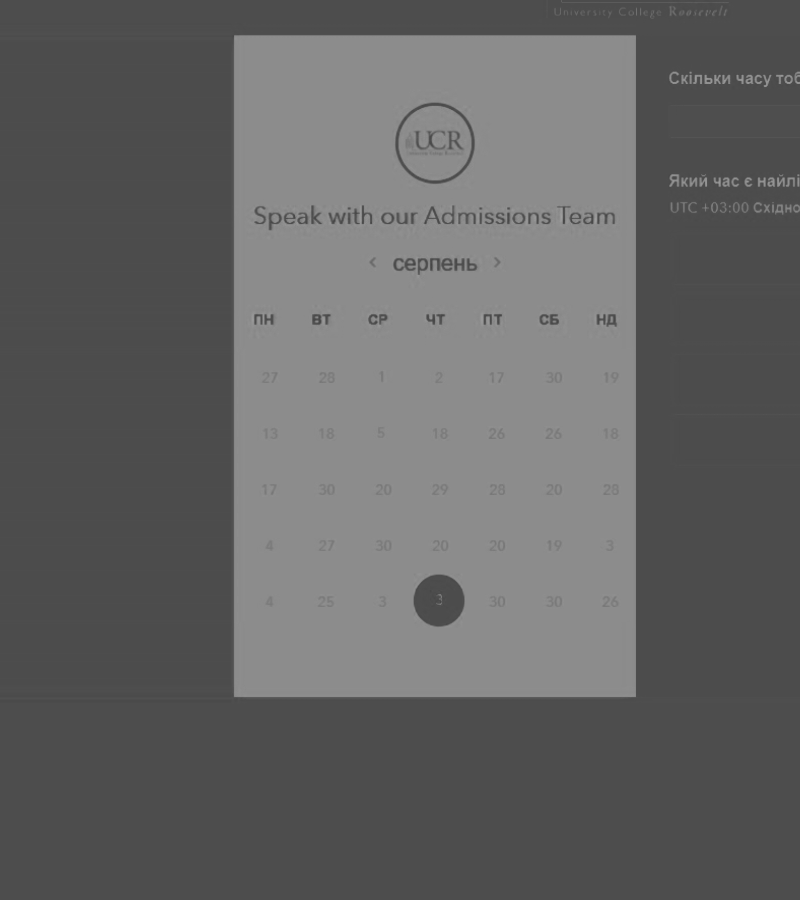 University College Roosevelt
UCR
Speak with our Admissions Team
‹ серпень ›
ПН ВТ СР ЧТ ПТ СБ НД
27 28 1 2 17 30 19
13 18 5 18 26 26 18
17 30 20 29 28 20 28
4 27 30 20 20 19 3
4 25 3 3 30 30 26
Скільки часу тоб
Який час є найлі
UTC +03:00 Східно